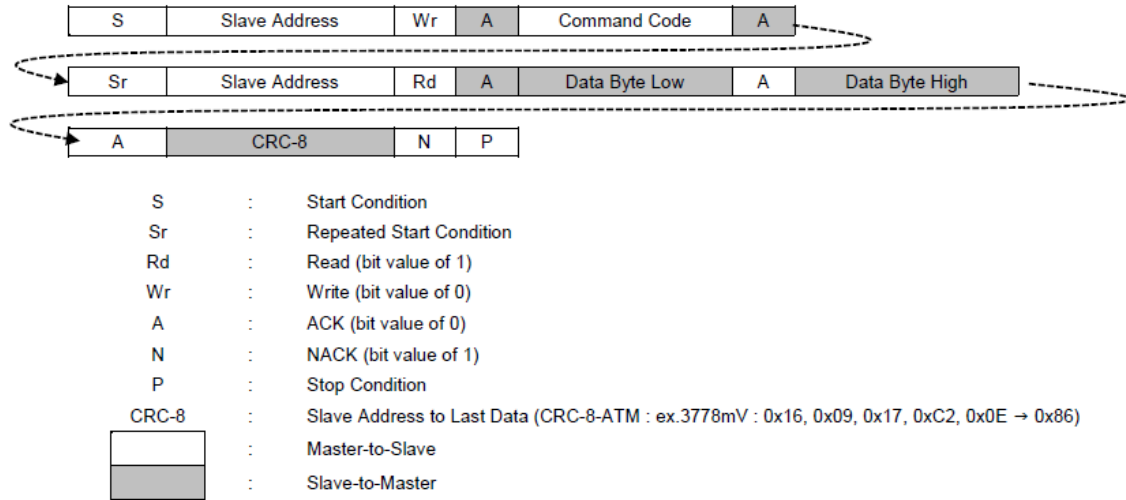 S Slave Address Wr A Command Code A
Sr Slave Address Rd A Data Byte Low A Data Byte High
A CRC-8 N P
S : Start Condition
Sr : Repeated Start Condition
Rd : Read (bit value of 1)
Wr : Write (bit value of 0)
A : ACK (bit value of 0)
N : NACK (bit value of 1)
P : Stop Condition
CRC-8 : Slave Address to Last Data (CRC-8-ATM : ex.3778mV : 0x16, 0x09, 0x17, 0xC2, 0x0E → 0x86)
: Master-to-Slave
: Slave-to-Master